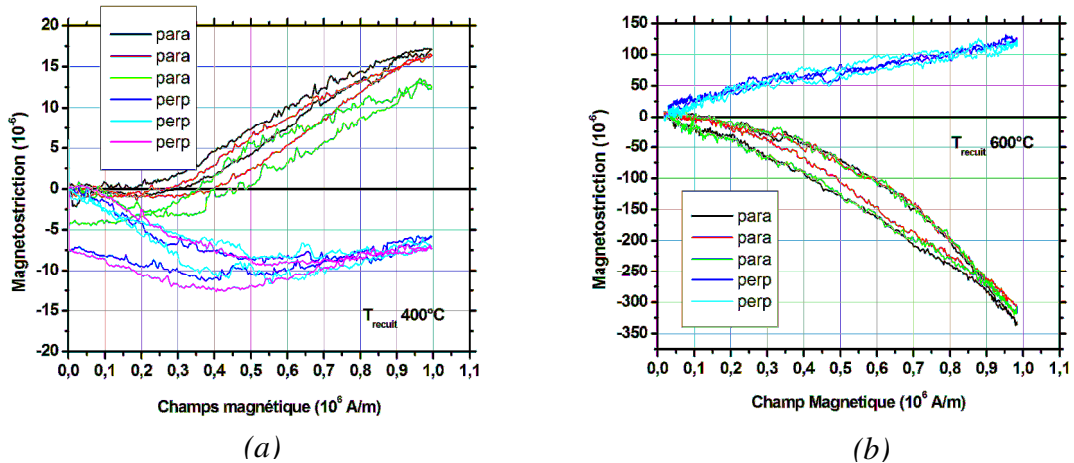 20
15
10
5
0
-5
-10
-15
-20
Magnetostriction (10⁻⁶)
para
para
para
perp
perp
perp
T_recuit 400°C
0,0 0,1 0,2 0,3 0,4 0,5 0,6 0,7 0,8 0,9 1,0 1,1
Champs magnétique (10⁶ A/m)
(a)
150
100
50
0
-50
-100
-150
-200
-250
-300
-350
Magnétostriction (10⁻⁶)
T_recuit 600°C
para
para
para
perp
perp
0,0 0,1 0,2 0,3 0,4 0,5 0,6 0,7 0,8 0,9 1,0 1,1
Champ Magnetique (10⁶ A/m)
(b)